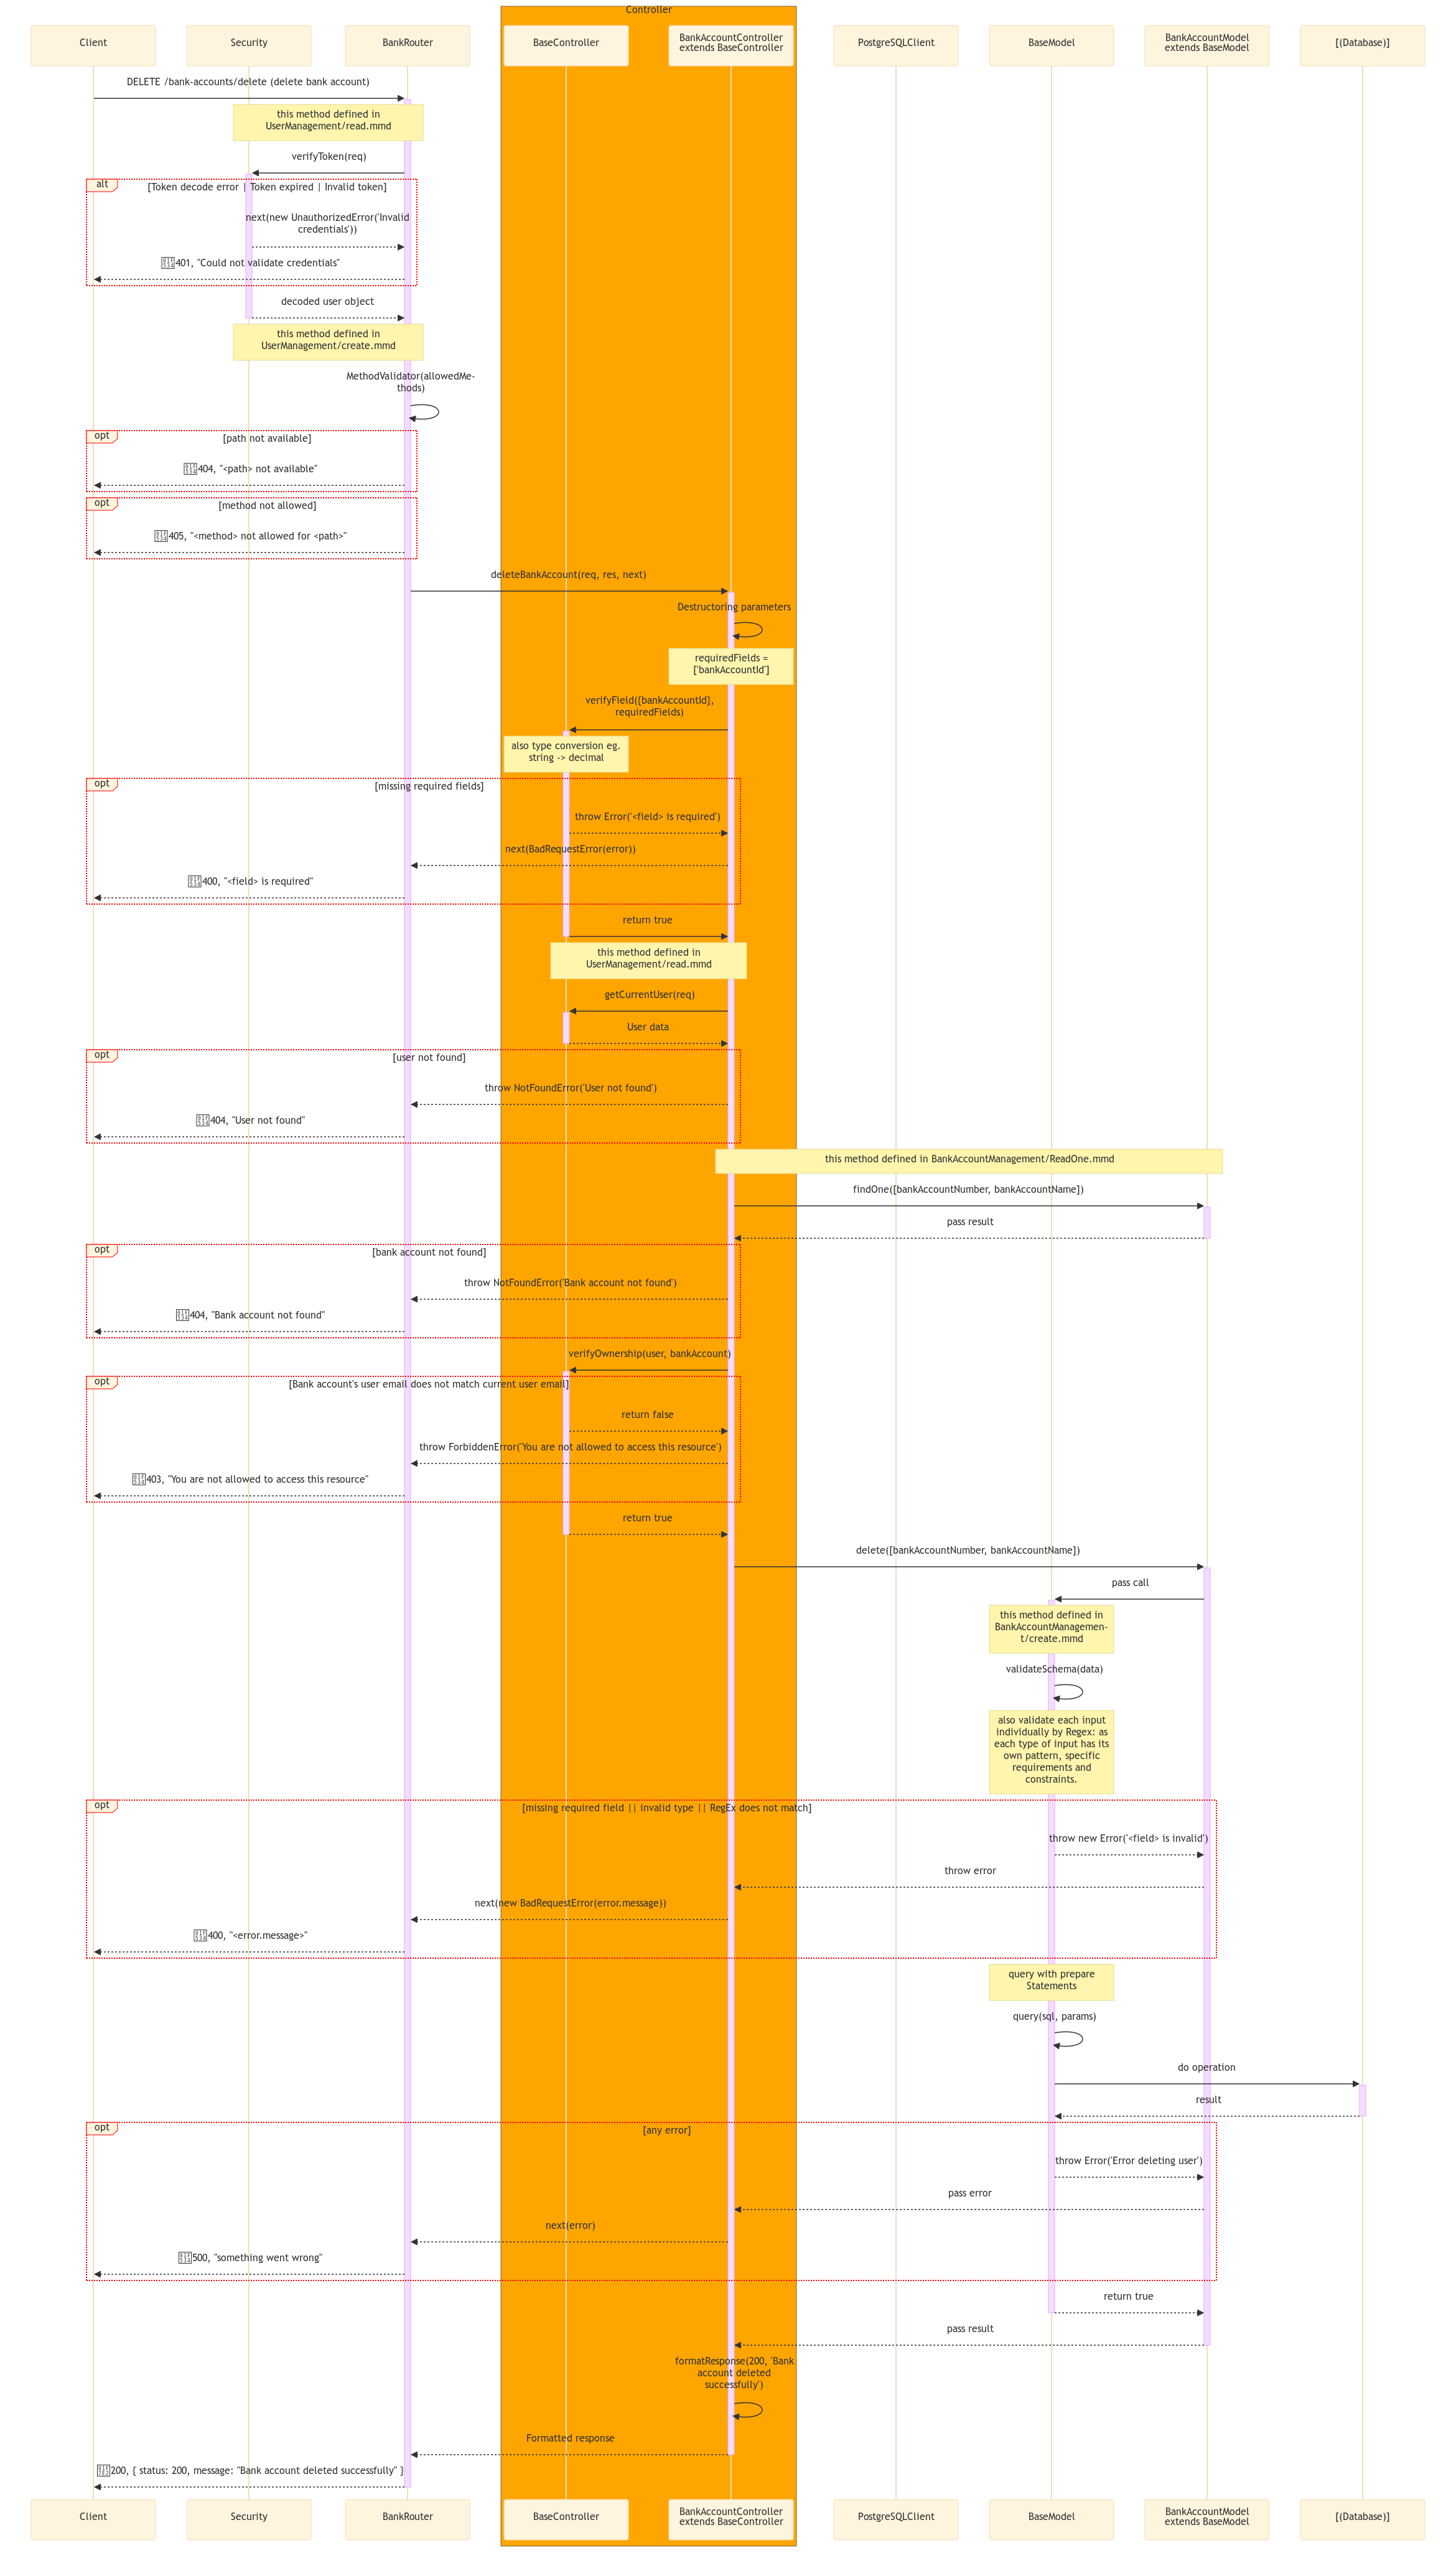 Controller
Client
Security
BankRouter
BaseController
BankAccountController
extends BaseController
PostgreSQLClient
BaseModel
BankAccountModel
extends BaseModel
[(Database)]
DELETE /bank-accounts/delete (delete bank account)
this method defined in
UserManagement/read.mmd
verifyToken(req)
alt
[Token decode error | Token expired | Invalid token]
next(new UnauthorizedError('Invalid
credentials'))
401, "Could not validate credentials"
decoded user object
this method defined in
UserManagement/create.mmd
MethodValidator(allowedMe-
thods)
opt
[path not available]
404, "<path> not available"
opt
[method not allowed]
405, "<method> not allowed for <path>"
deleteBankAccount(req, res, next)
Destructoring parameters
requiredFields =
['bankAccountId']
verifyField({bankAccountId},
requiredFields)
also type conversion eg.
string -> decimal
opt
[missing required fields]
throw Error('<field> is required')
next(BadRequestError(error))
400, "<field> is required"
return true
this method defined in
UserManagement/read.mmd
getCurrentUser(req)
User data
opt
[user not found]
throw NotFoundError('User not found')
404, "User not found"
this method defined in BankAccountManagement/ReadOne.mmd
findOne([bankAccountNumber, bankAccountName])
pass result
opt
[bank account not found]
throw NotFoundError('Bank account not found')
404, "Bank account not found"
verifyOwnership(user, bankAccount)
opt
[Bank account's user email does not match current user email]
return false
throw ForbiddenError('You are not allowed to access this resource')
403, "You are not allowed to access this resource"
return true
delete([bankAccountNumber, bankAccountName])
pass call
this method defined in
BankAccountManagemen-
t/create.mmd
validateSchema(data)
also validate each input
individually by Regex: as
each type of input has its
own pattern, specific
requirements and
constraints.
opt
[missing required field || invalid type || RegEx does not match]
throw new Error('<field> is invalid')
throw error
next(new BadRequestError(error.message))
400, "<error.message>"
query with prepare
Statements
query(sql, params)
do operation
result
opt
[any error]
throw Error('Error deleting user')
pass error
next(error)
500, "something went wrong"
return true
pass result
formatResponse(200, 'Bank
account deleted
successfully')
Formatted response
200, { status: 200, message: "Bank account deleted successfully" }
Client
Security
BankRouter
BaseController
BankAccountController
extends BaseController
PostgreSQLClient
BaseModel
BankAccountModel
extends BaseModel
[(Database)]